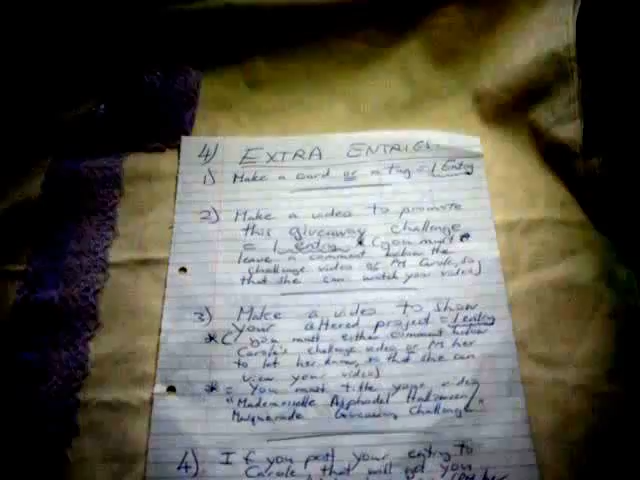 4) EXTRA ENTRIES.
1) Make a card or a tag = 1 Entry
2) Make a video to promote
this giveaway challenge
= 1 entry * (you must *
leave a comment below the
challenge video or PM Carole, so
that she can watch your video)
3) Make a video to show
your altered project = 1 entry
* (You must either comment below
Carole's challenge video or PM her
to let her know, so that she can
view your video)
* = You must title your video
"Mademoiselle Asphodel Halloween
Masquerade Giveaway Challenge"
4) If you post your entry to
Carole that will get you
(PM her